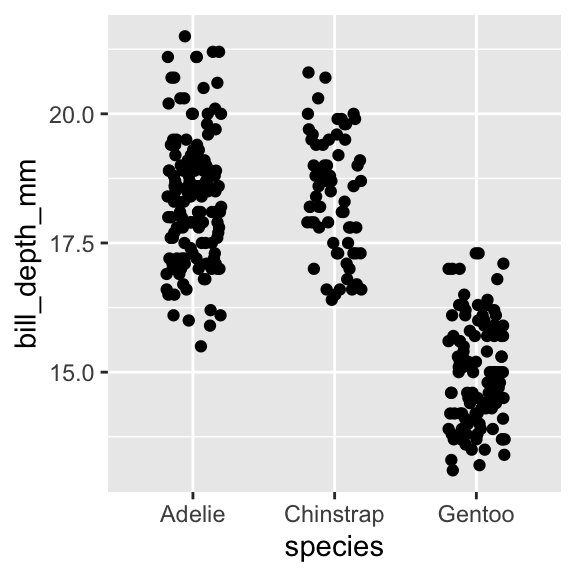 bill_depth_mm
20.0
17.5
15.0
Adelie Chinstrap Gentoo
species